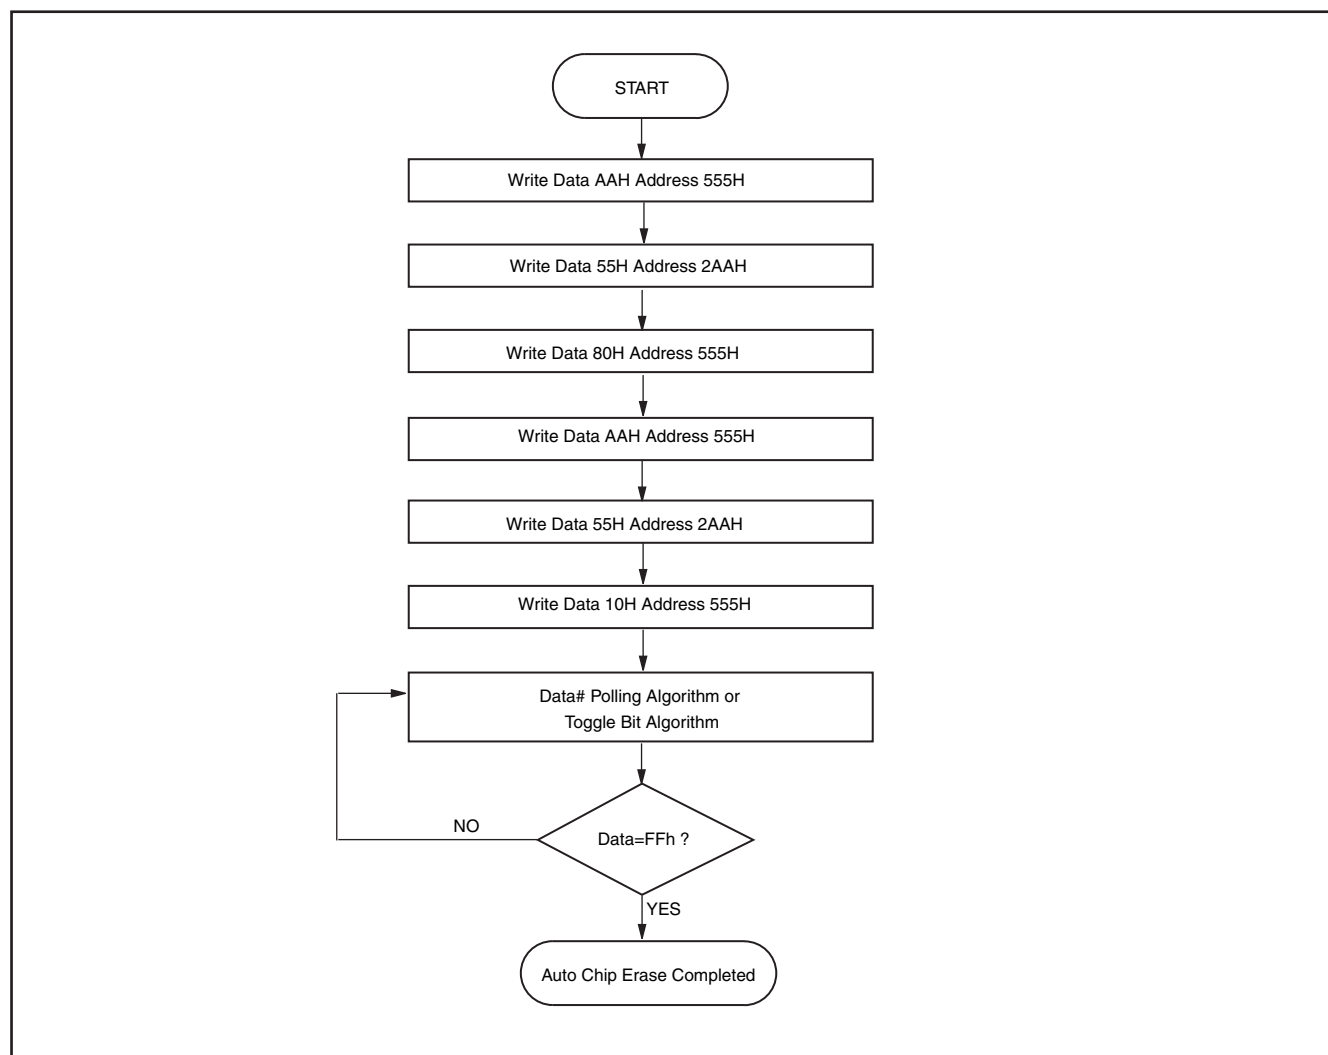 START
Write Data AAH Address 555H
Write Data 55H Address 2AAH
Write Data 80H Address 555H
Write Data AAH Address 555H
Write Data 55H Address 2AAH
Write Data 10H Address 555H
Data# Polling Algorithm or
Toggle Bit Algorithm
NO
Data=FFh ?
YES
Auto Chip Erase Completed